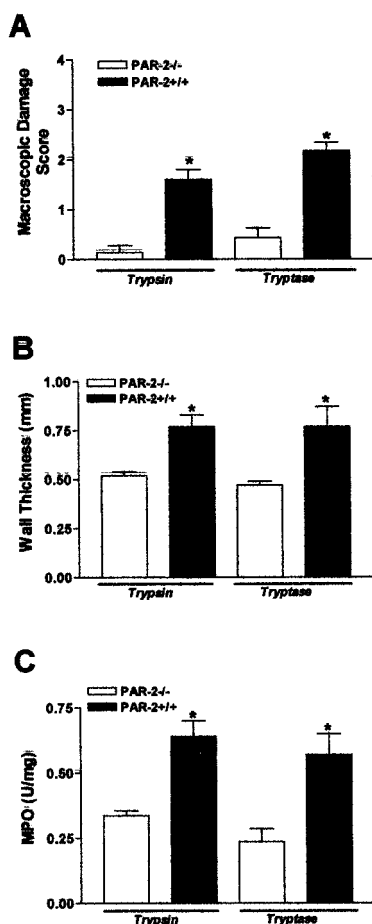 A
PAR-2-/-
PAR-2+/+
Macroscopic Damage
Score
4
3
2
1
0
*
*
Trypsin
Tryptase
B
PAR-2-/-
PAR-2+/+
Wall Thickness (mm)
1.00
0.75
0.50
0.25
0.00
*
*
Trypsin
Tryptase
C
PAR-2-/-
PAR-2+/+
MPO (U/mg)
0.75
0.50
0.25
0.00
*
*
Trypsin
Tryptase